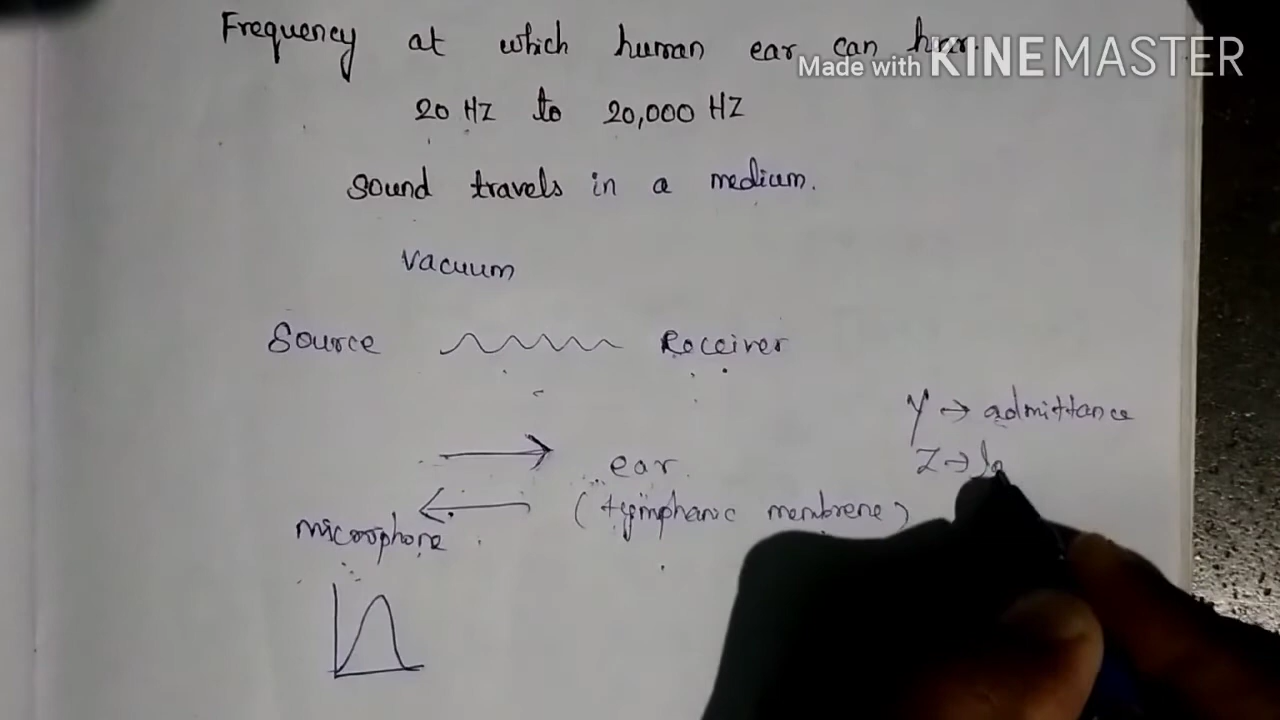 Frequency at which human ear can hear.
Made with KINEMASTER
20 HZ to 20,000 HZ
Sound travels in a medium.
Vacuum
Source Receiver
Y → admittance
Z →
ear
(tymphanic membrene)
microphone